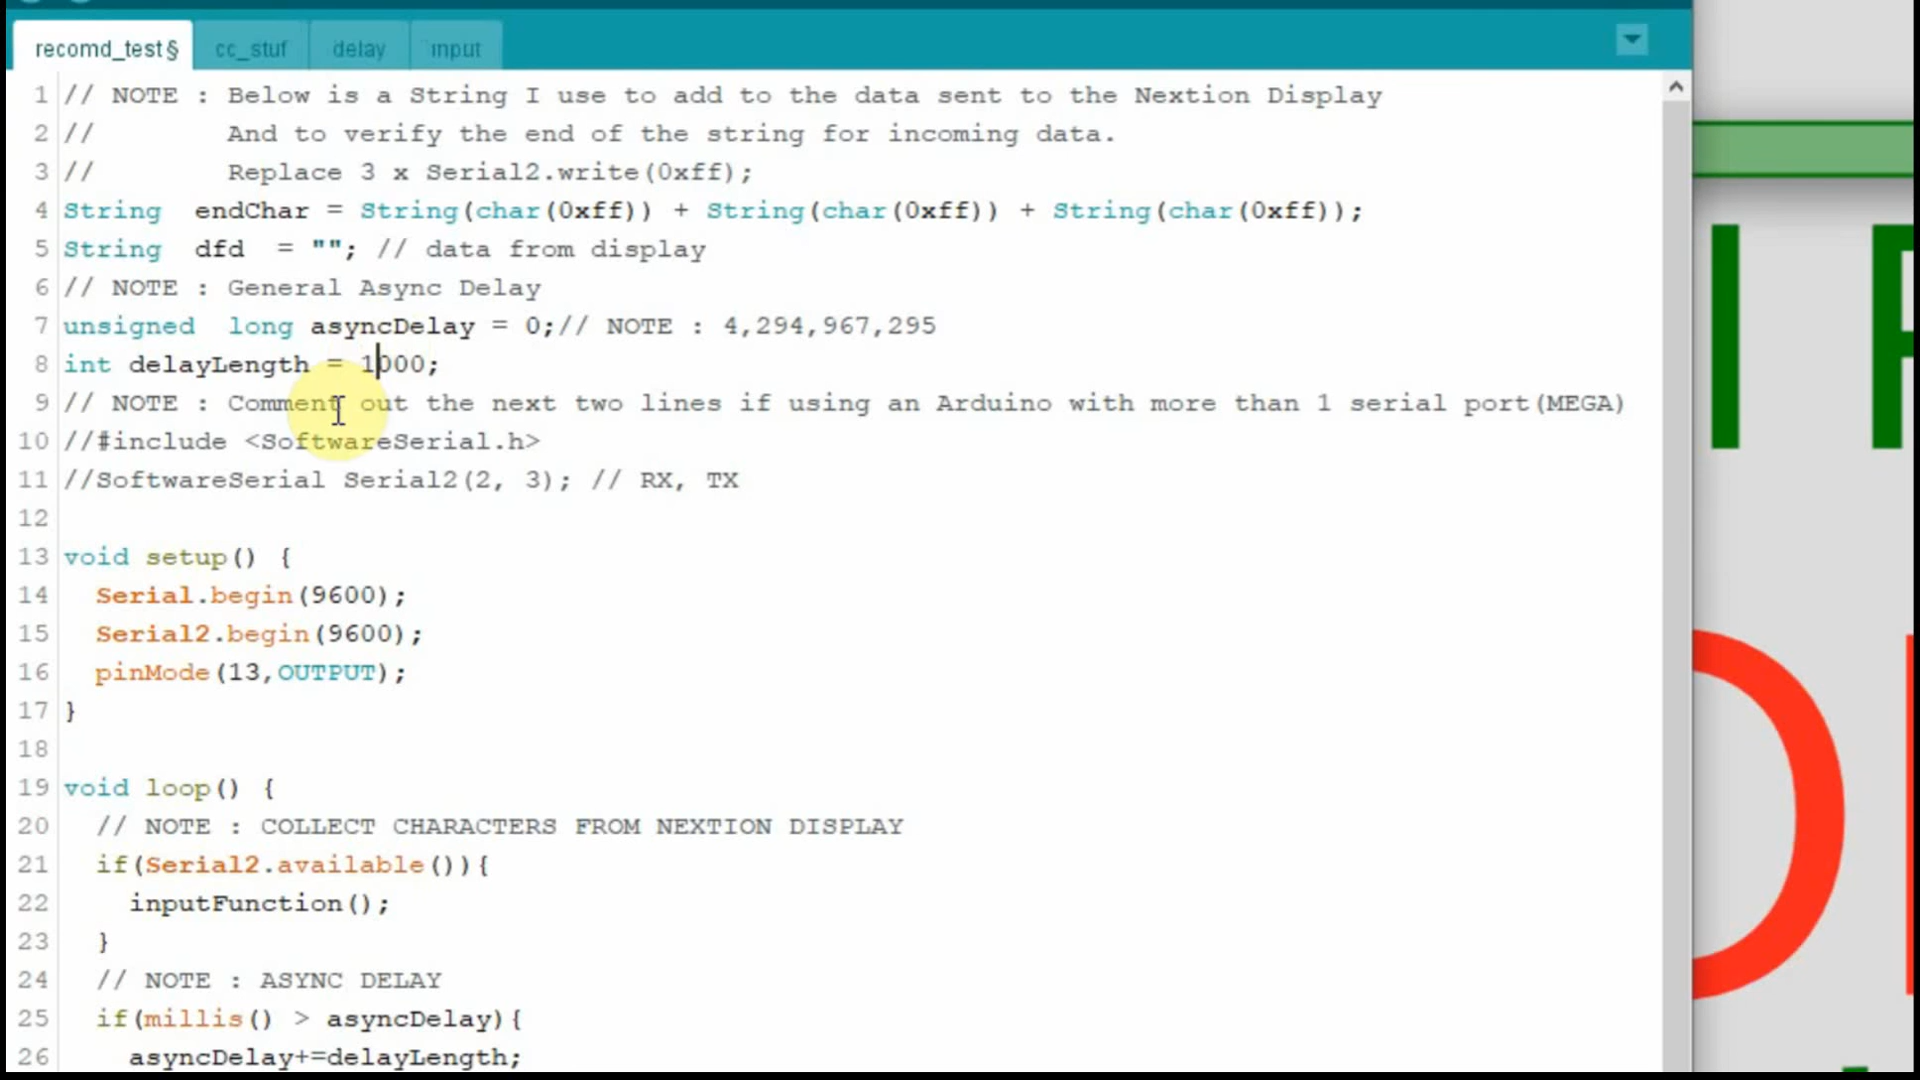 recomd_test§ cc_stuf delay input
1 // NOTE : Below is a String I use to add to the data sent to the Nextion Display
2 //        And to verify the end of the string for incoming data.
3 //        Replace 3 x Serial2.write(0xff);
4 String  endChar = String(char(0xff)) + String(char(0xff)) + String(char(0xff));
5 String  dfd  = ""; // data from display
6 // NOTE : General Async Delay
7 unsigned  long asyncDelay = 0;// NOTE : 4,294,967,295
8 int delayLength = 1000;
9 // NOTE : Comment out the next two lines if using an Arduino with more than 1 serial port(MEGA)
10 //#include <SoftwareSerial.h>
11 //SoftwareSerial Serial2(2, 3); // RX, TX
12
13 void setup() {
14   Serial.begin(9600);
15   Serial2.begin(9600);
16   pinMode(13,OUTPUT);
17 }
18
19 void loop() {
20   // NOTE : COLLECT CHARACTERS FROM NEXTION DISPLAY
21   if(Serial2.available()){
22     inputFunction();
23   }
24   // NOTE : ASYNC DELAY
25   if(millis() > asyncDelay){
26     asyncDelay+=delayLength;